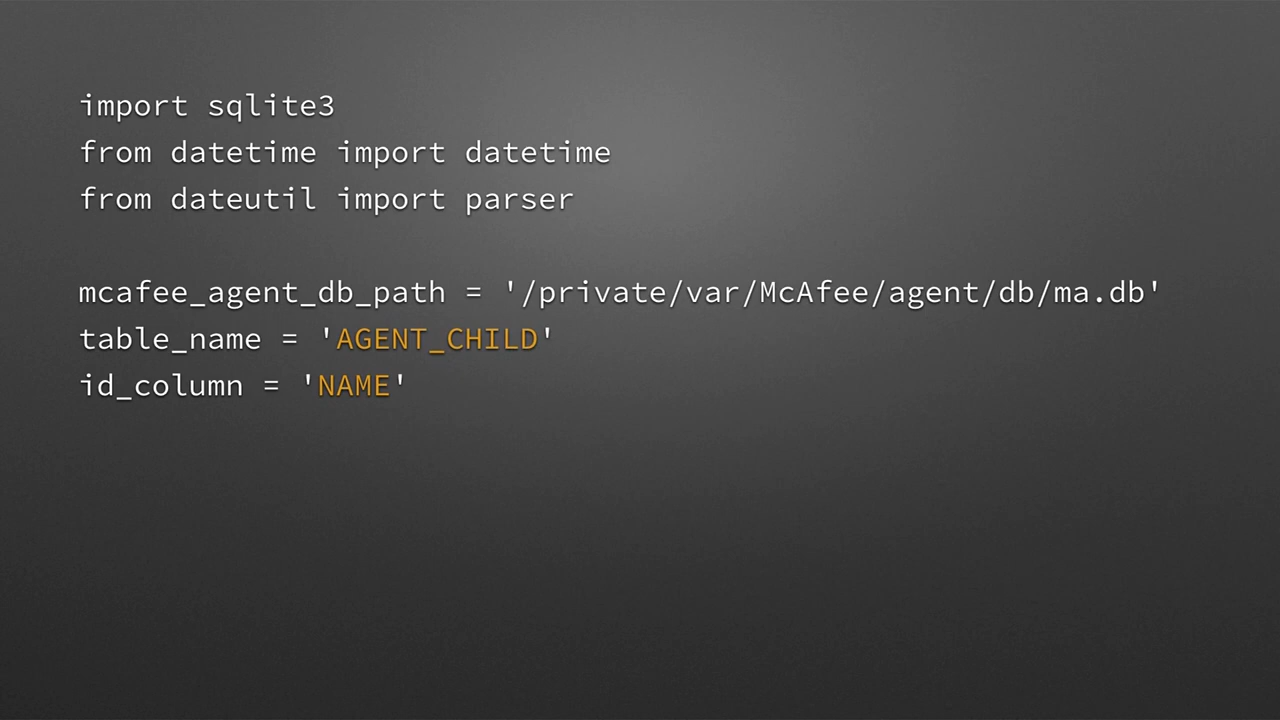 import sqlite3
from datetime import datetime
from dateutil import parser
mcafee_agent_db_path = '/private/var/McAfee/agent/db/ma.db'
table_name = 'AGENT_CHILD'
id_column = 'NAME'